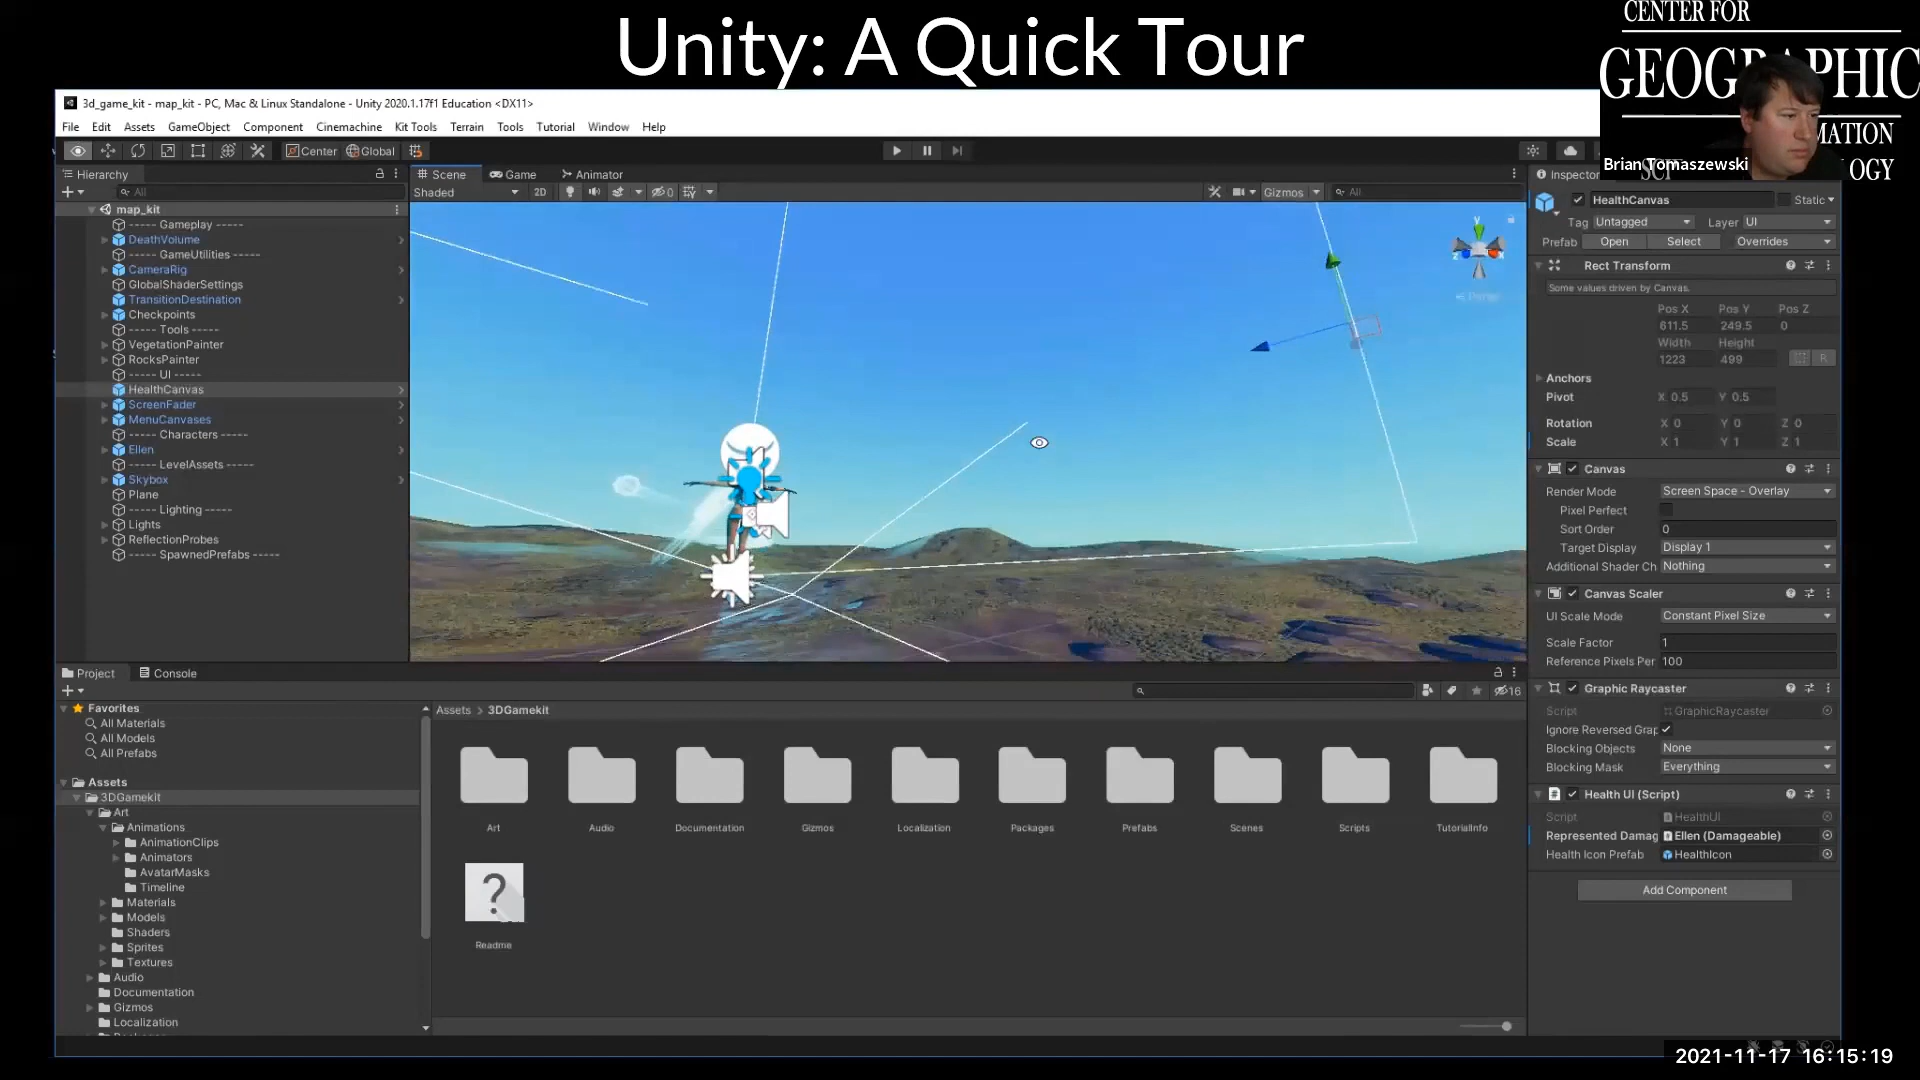 Unity: A Quick Tour
CENTER FOR
GEOGRAPHIC
MATION
OGY
Brian Tomaszewski
3d_game_kit - map_kit - PC, Mac & Linux Standalone - Unity 2020.1.17f1 Education <DX11>
File Edit Assets GameObject Component Cinemachine Kit Tools Terrain Tools Tutorial Window Help
Center Global
Hierarchy
All
map_kit
----- Gameplay -----
DeathVolume
----- GameUtilities -----
CameraRig
GlobalShaderSettings
TransitionDestination
Checkpoints
----- Tools -----
VegetationPainter
RocksPainter
----- UI -----
HealthCanvas
ScreenFader
MenuCanvases
----- Characters -----
Ellen
----- LevelAssets -----
Skybox
Plane
----- Lighting -----
Lights
ReflectionProbes
----- SpawnedPrefabs -----
Scene Game Animator
Shaded 2D 0 Gizmos All
y
z x
Persp
Inspector
HealthCanvas Static
Tag Untagged Layer UI
Prefab Open Select Overrides
Rect Transform
Some values driven by Canvas.
Pos X Pos Y Pos Z
611.5 249.5 0
Width Height
1223 499 R
Anchors
Pivot X 0.5 Y 0.5
Rotation X 0 Y 0 Z 0
Scale X 1 Y 1 Z 1
Canvas
Render Mode Screen Space - Overlay
Pixel Perfect
Sort Order 0
Target Display Display 1
Additional Shader Ch Nothing
Canvas Scaler
UI Scale Mode Constant Pixel Size
Scale Factor 1
Reference Pixels Per 100
Graphic Raycaster
Script GraphicRaycaster
Ignore Reversed Grap
Blocking Objects None
Blocking Mask Everything
Health UI (Script)
Script HealthUI
Represented Damag Ellen (Damageable)
Health Icon Prefab HealthIcon
Add Component
Project Console
16
Favorites
All Materials
All Models
All Prefabs
Assets
3DGamekit
Art
Animations
AnimationClips
Animators
AvatarMasks
Timeline
Materials
Models
Shaders
Sprites
Textures
Audio
Documentation
Gizmos
Localization
Assets > 3DGamekit
Art Audio Documentation Gizmos Localization Packages Prefabs Scenes Scripts TutorialInfo
?
Readme
2021-11-17 16:15:19